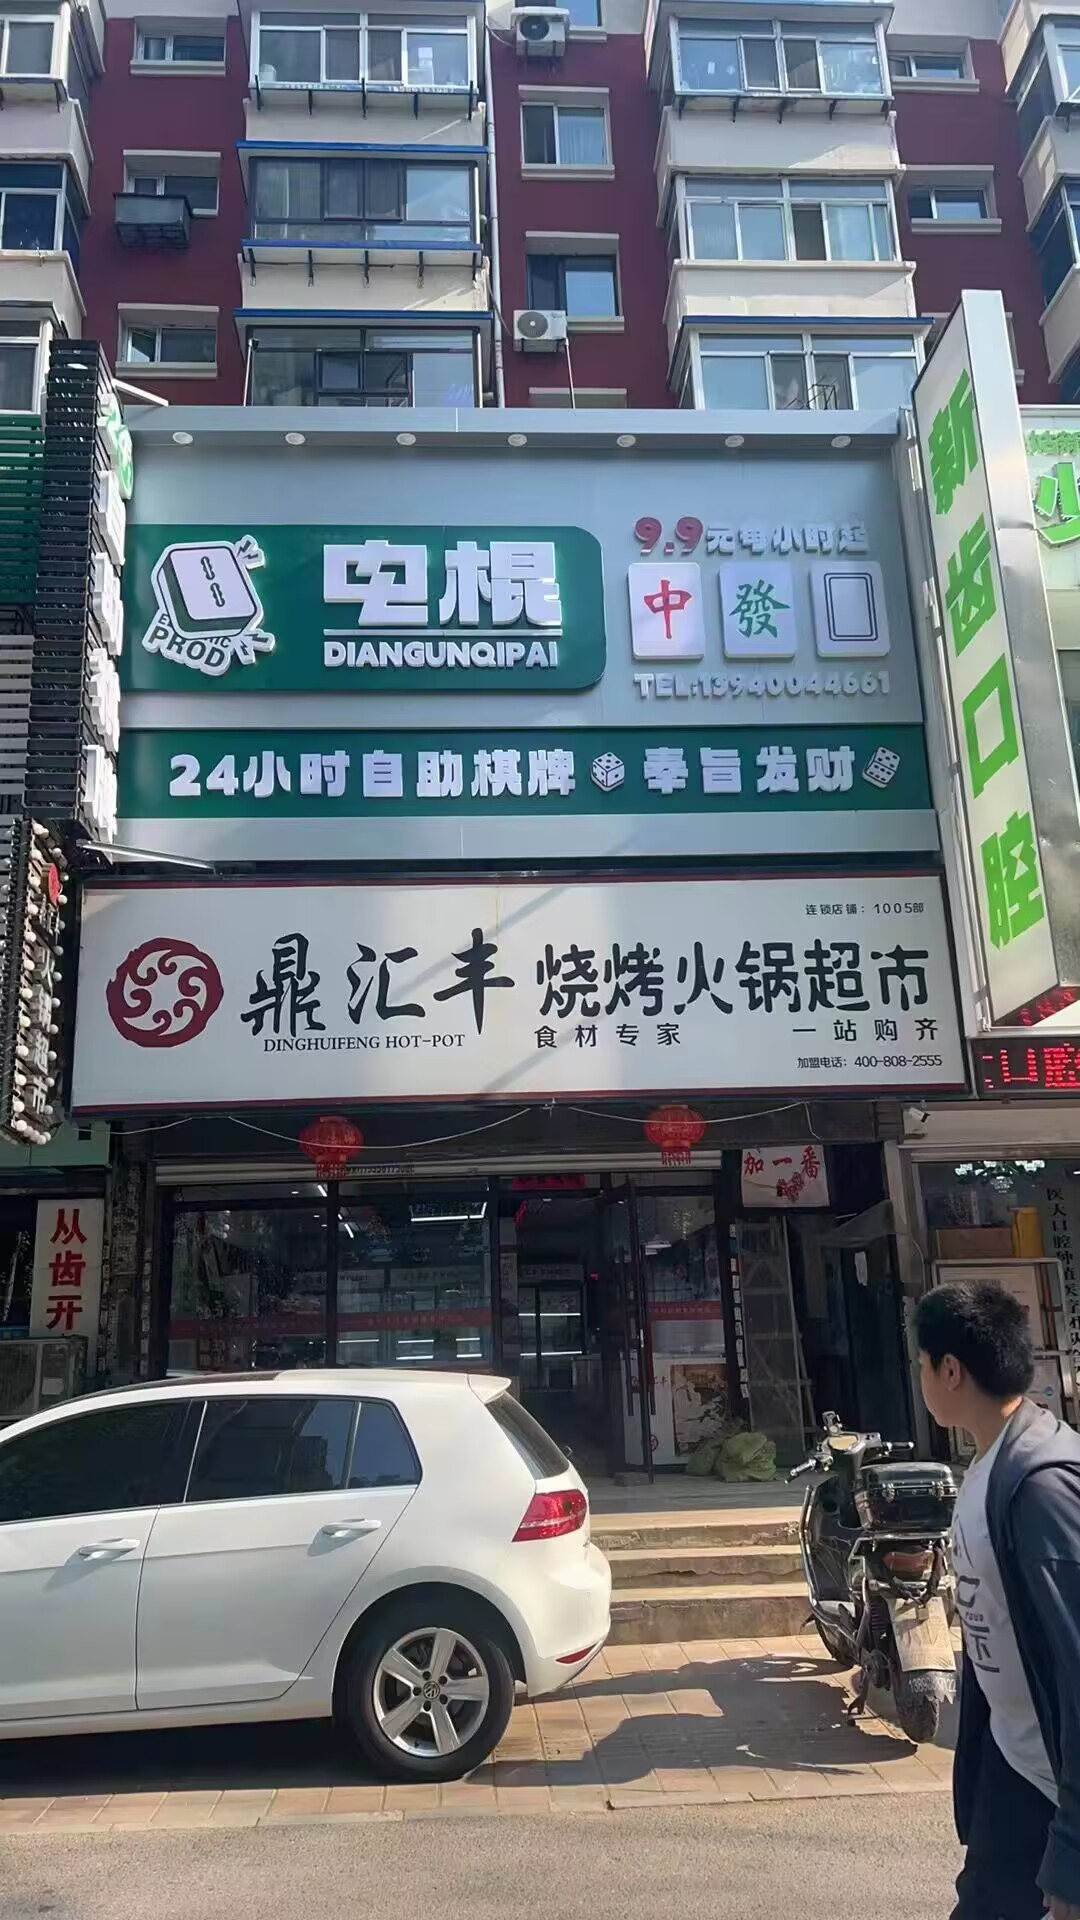 电棍
DIANGUNQIPAI
PROD
9.9元每小时起
中 發
TEL:13940044661
24小时自助棋牌 奉旨发财
新齿口腔
连锁店铺：1005部
鼎汇丰 烧烤火锅超市
DINGHUIFENG HOT-POT
食材专家 一站购齐
加盟电话：400-808-2555
加一番
从齿开